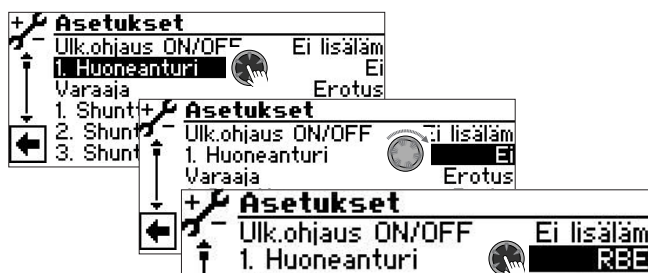 Asetukset
Ulk.ohjaus ON/OFF Ei lisäläm
1. Huoneanturi Ei
Varaaja Erotus
1. Shunt
2. Shunt
3. Shunt
Asetukset
Ulk.ohjaus ON/OFF Ei lisäläm
1. Huoneanturi Ei
Varaaja Erotus
Asetukset
Ulk.ohjaus ON/OFF Ei lisäläm
1. Huoneanturi RBE